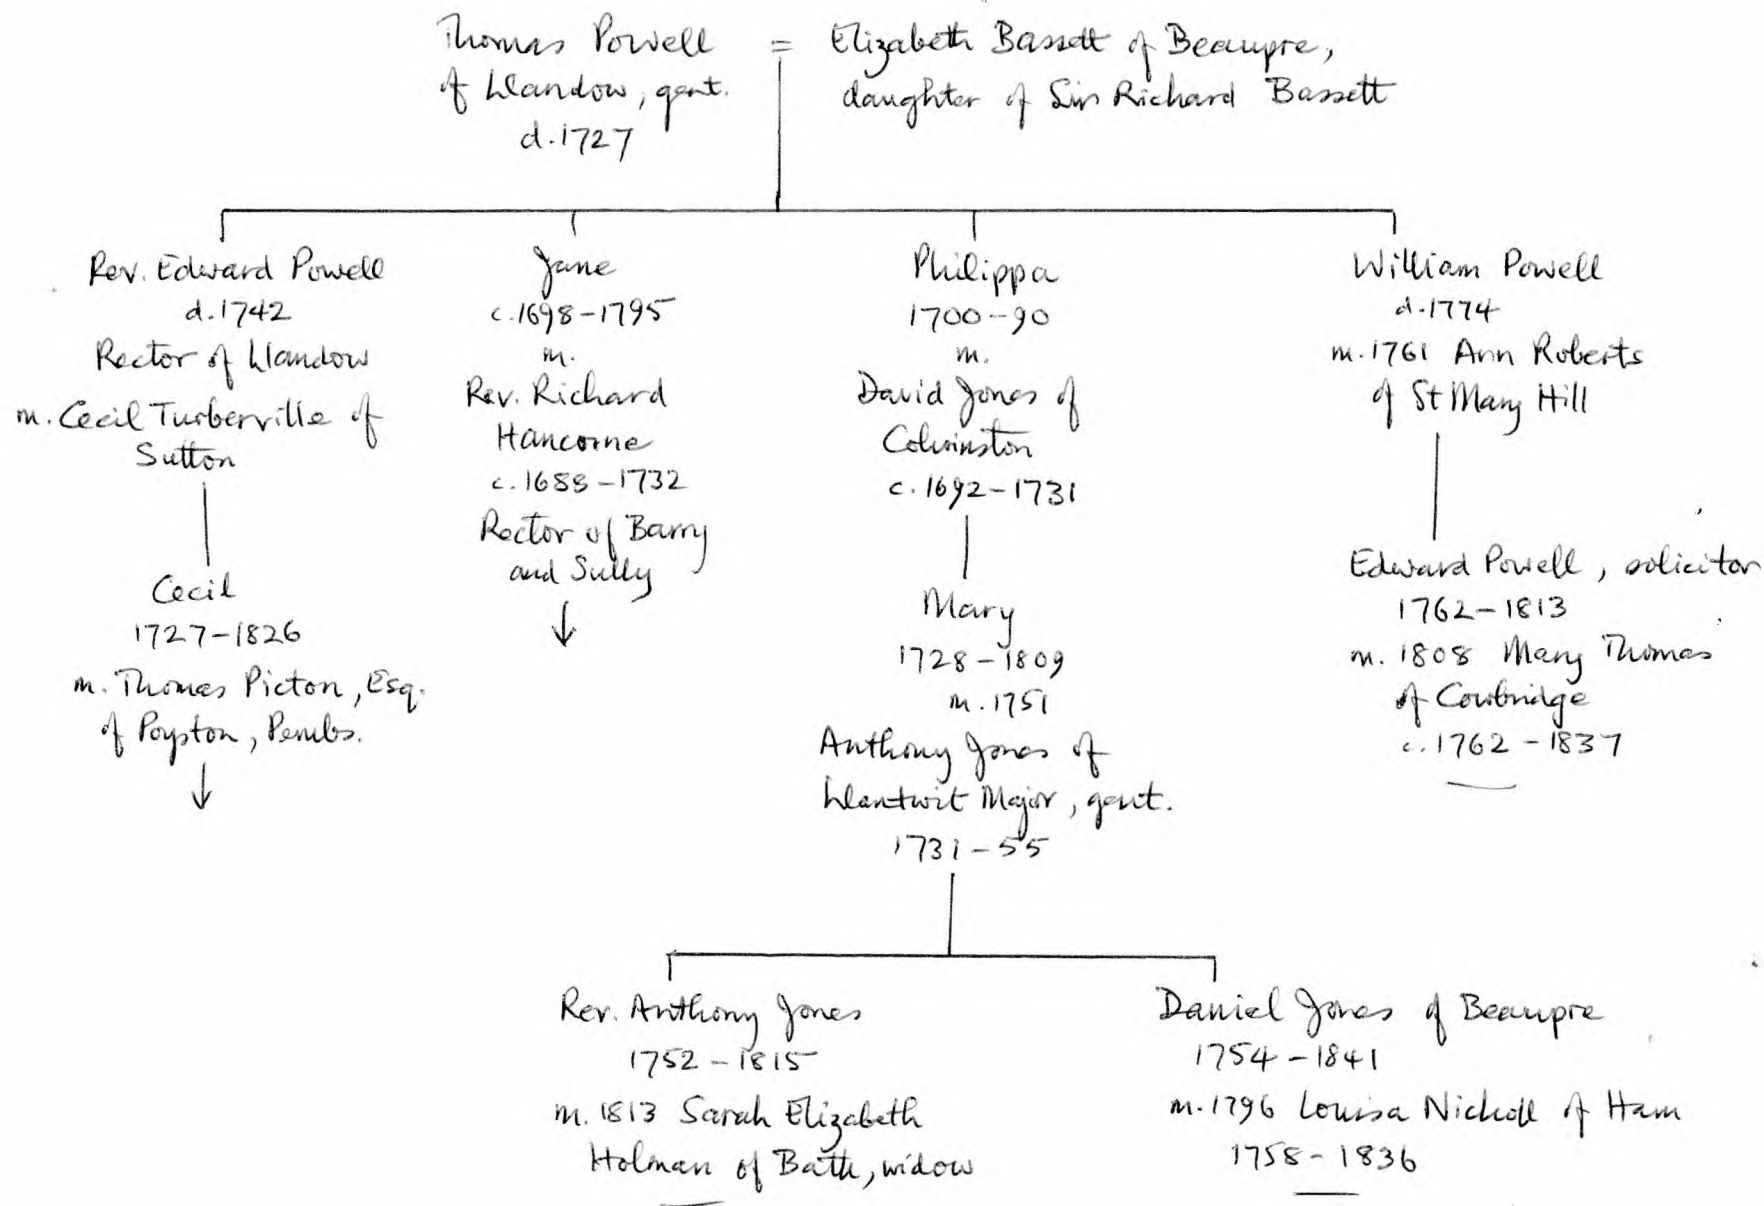 Thomas Powell = Elizabeth Bassett of Beaupre,
of Llandow, gent. daughter of Sir Richard Bassett
d.1727
Rev. Edward Powell
d.1742
Rector of Llandow
m. Cecil Turberville of
Sutton
Cecil
1727-1826
m. Thomas Picton, Esq.
of Poyston, Pembs.
Jane
c.1698-1795
m.
Rev. Richard
Hancorne
c.1688-1732
Rector of Barry
and Sully
Philippa
1700-90
m.
David Jones of
Colwinston
c.1692-1731
Mary
1728-1809
m.1751
Anthony Jones of
Llantwit Major, gent.
1731-55
William Powell
d.1774
m.1761 Ann Roberts
of St Mary Hill
Edward Powell, solicitor
1762-1813
m. 1808 Mary Thomas
of Cowbridge
c.1762-1837
Rev. Anthony Jones
1752-1815
m.1813 Sarah Elizabeth
Holman of Bath, widow
Daniel Jones of Beaupre
1754-1841
m.1796 Louisa Nicholl of Ham
1758-1836